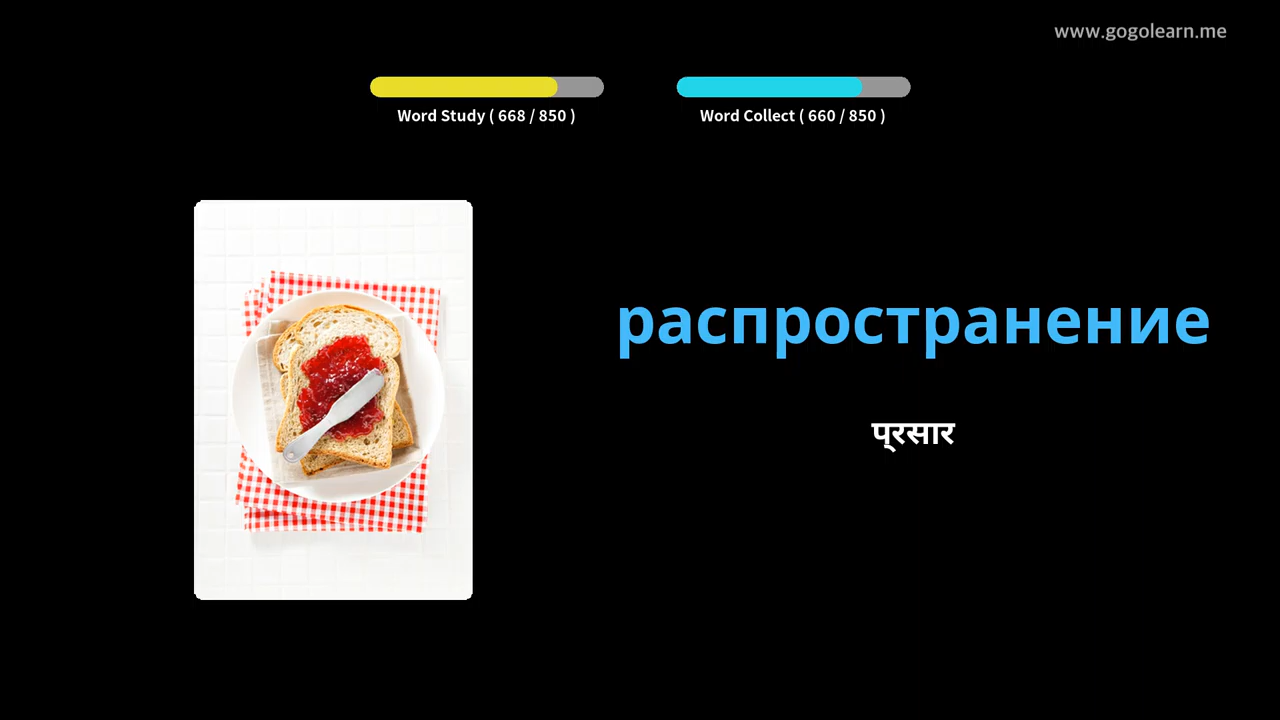 www.gogolearn.me
Word Study ( 668 / 850 )
Word Collect ( 660 / 850 )
распространение
प्रसार